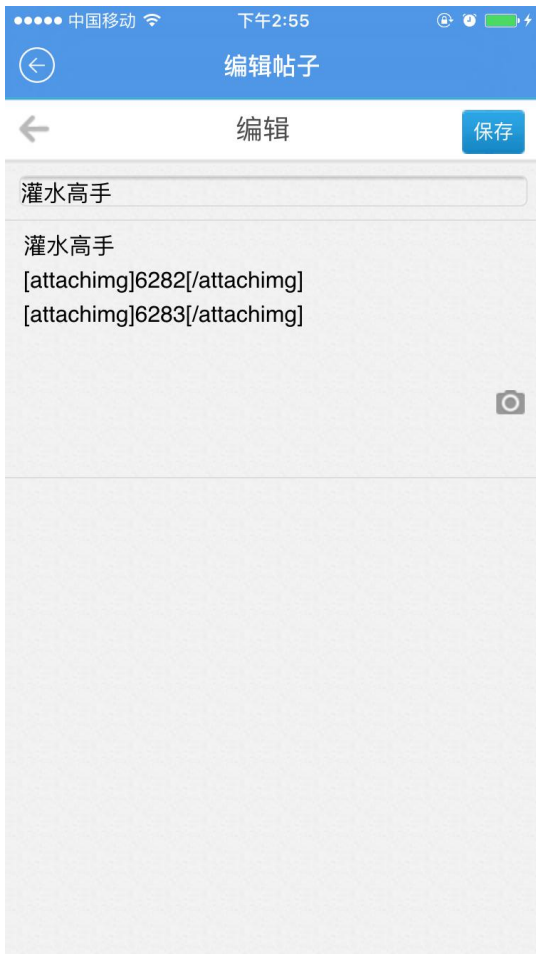 中国移动 下午2:55
编辑帖子
编辑 保存
灌水高手
灌水高手
[attachimg]6282[/attachimg]
[attachimg]6283[/attachimg]